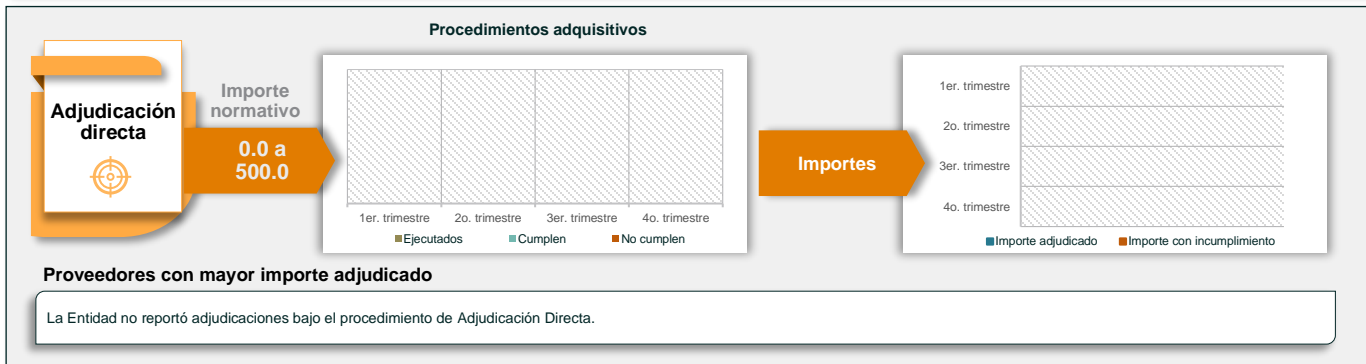 Adjudicación
directa
Importe
normativo
0.0 a
500.0
Procedimientos adquisitivos
1er. trimestre
2o. trimestre
3er. trimestre
4o. trimestre
Ejecutados
Cumplen
No cumplen
Importes
1er. trimestre
2o. trimestre
3er. trimestre
4o. trimestre
Importe adjudicado
Importe con incumplimiento
Proveedores con mayor importe adjudicado
La Entidad no reportó adjudicaciones bajo el procedimiento de Adjudicación Directa.